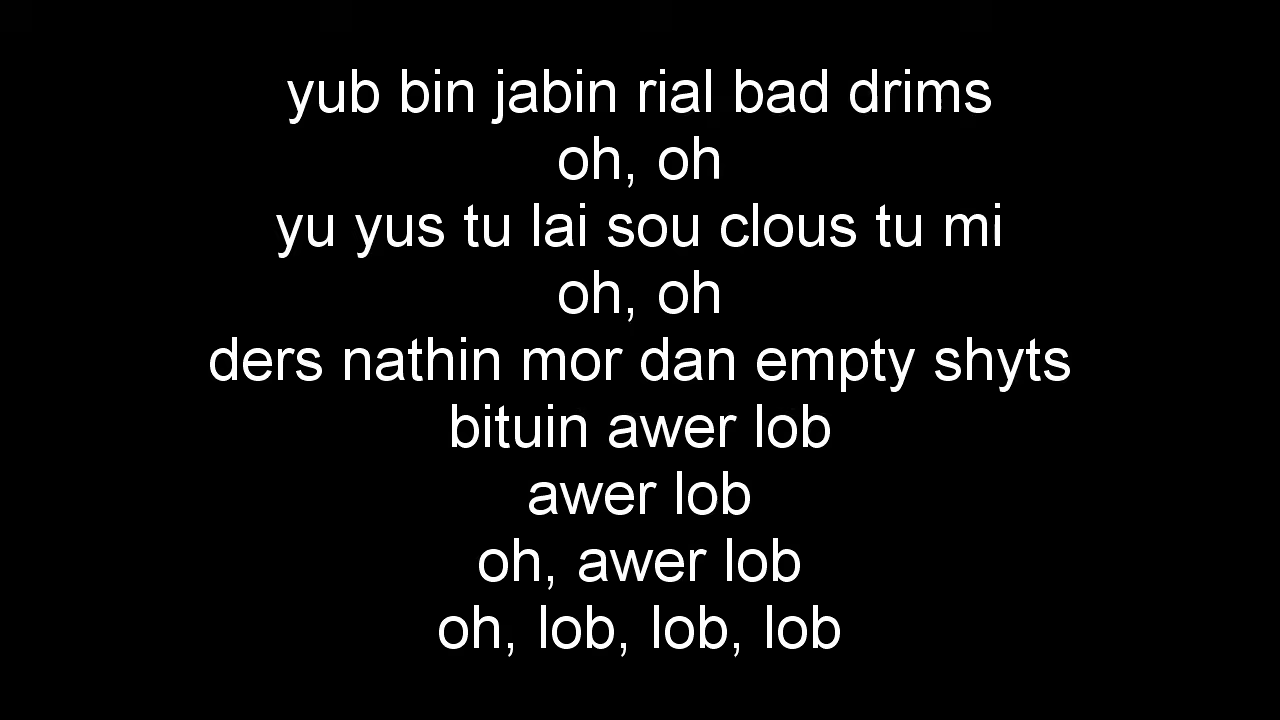 yub bin jabin rial bad drims
oh, oh
yu yus tu lai sou clous tu mi
oh, oh
ders nathin mor dan empty shyts
bituin awer lob
awer lob
oh, awer lob
oh, lob, lob, lob